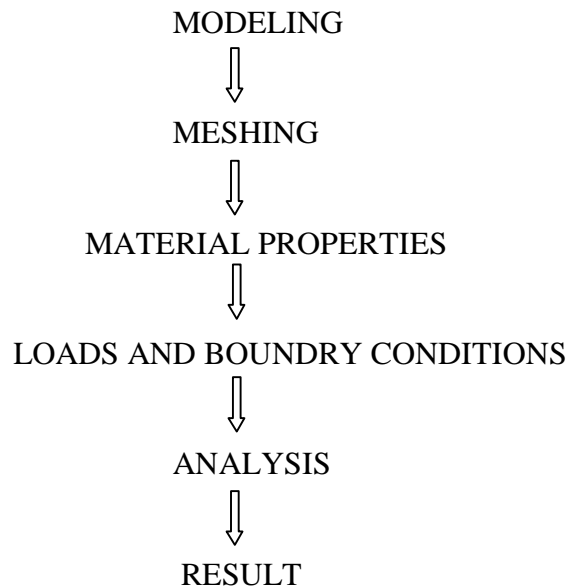 MODELING
MESHING
MATERIAL PROPERTIES
LOADS AND BOUNDRY CONDITIONS
ANALYSIS
RESULT